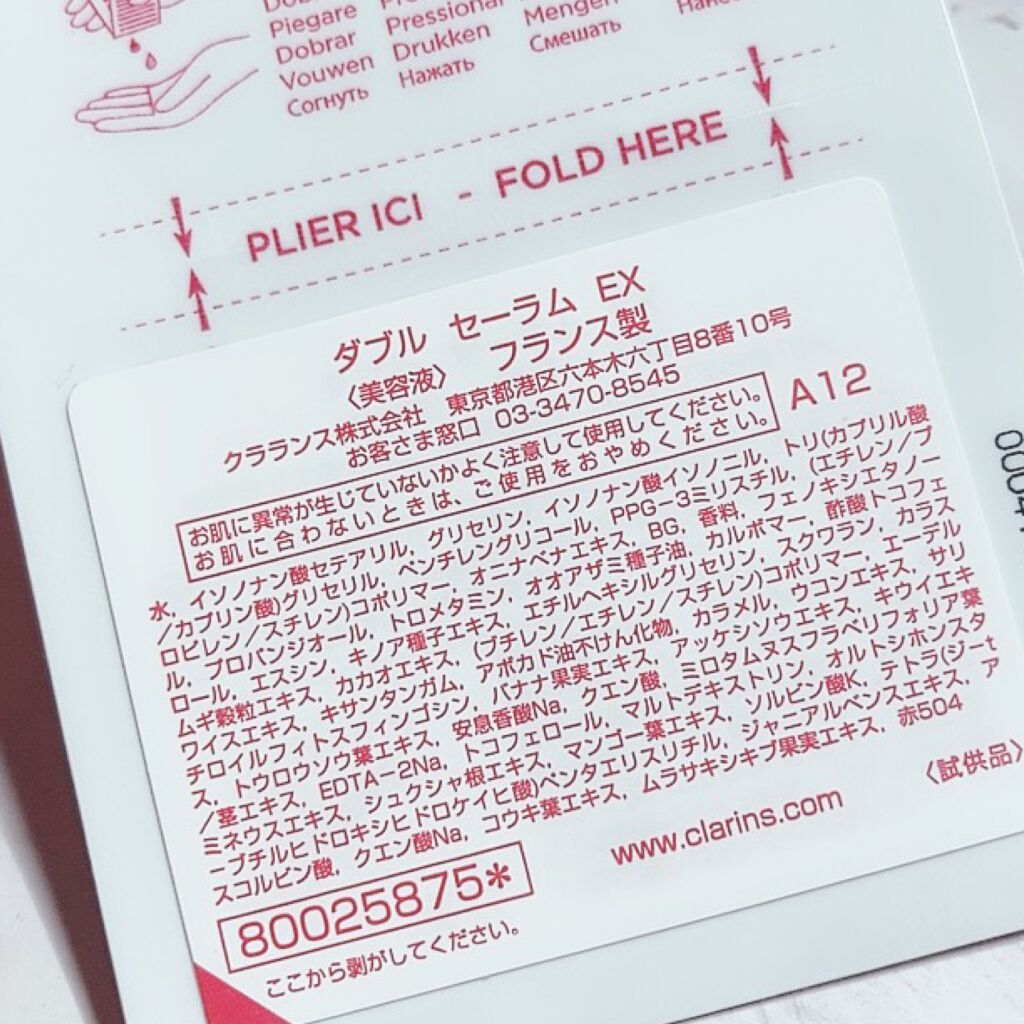 Piegare
Dobrar
Vouwen
Согнуть
Pressionar
Drukken
Нажать
Mengen
Смешать
PLIER ICI - FOLD HERE
ダブル セーラム EX
〈美容液〉 フランス製
クラランス株式会社 東京都港区六本木六丁目8番10号
お客さま窓口 03-3470-8545
お肌に異常が生じていないかよく注意して使用してください。
お肌に合わないときは、ご使用をおやめください。
A12
水, イソノナン酸セテアリル, グリセリン, イソノナン酸イソノニル, トリ(カプリル酸
/カプリン酸)グリセリル, ペンチレングリコール, PPG-3ミリスチル, (エチレン/プ
ロピレン/スチレン)コポリマー, オニナベナエキス, BG, 香料, フェノキシエタノー
ル, プロパンジオール, トロメタミン, オオアザミ種子油, カルボマー, 酢酸トコフェ
ロール, エスシン, キノア種子エキス, エチルヘキシルグリセリン, スクワラン, カラス
ムギ穀粒エキス, カカオエキス, (ブチレン/エチレン/スチレン)コポリマー, エーデル
ワイスエキス, キサンタンガム, アボカド油不けん化物, カラメル, ウコンエキス, サリ
チロイルフィトスフィンゴシン, バナナ果実エキス, アッケシソウエキス, キウイエキ
ス, トウロウソウ葉エキス, 安息香酸Na, クエン酸, ミロタムヌスフラベリフォリア葉
/茎エキス, EDTA-2Na, トコフェロール, マルトデキストリン, オルトシホンスタ
ミネウスエキス, シュクシャ根エキス, マンゴー葉エキス, ソルビン酸K, テトラ(ジ-t
-ブチルヒドロキシヒドロケイヒ酸)ペンタエリスリチル, ジャニアルベンスエキス, ア
スコルビン酸, クエン酸Na, コウキ葉エキス, ムラサキシキブ果実エキス, 赤504
〈試供品〉
www.clarins.com
80025875*
ここから剥がしてください。